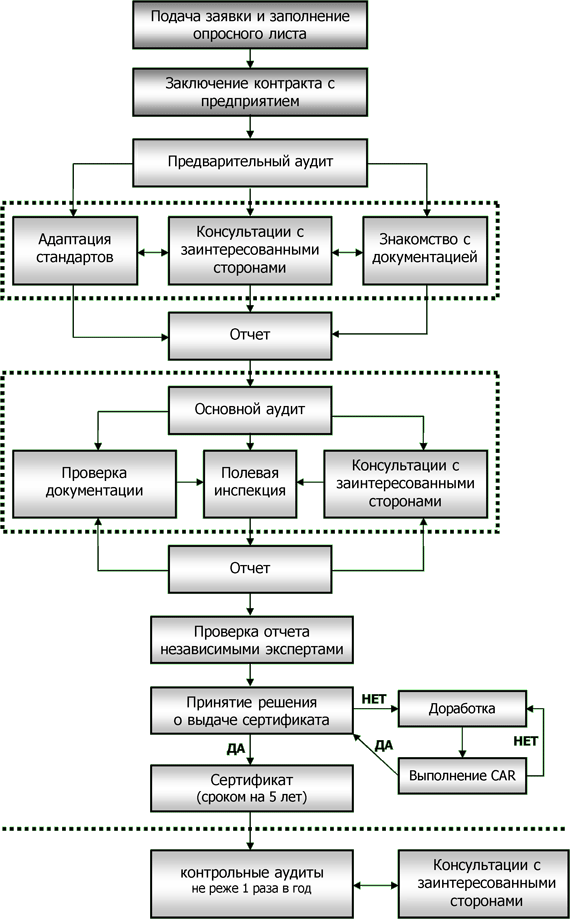 Подача заявки и заполнение
опросного листа
Заключение контракта с
предприятием
Предварительный аудит
Адаптация
стандартов
Консультации с
заинтересованными
сторонами
Знакомство с
документацией
Отчет
Основной аудит
Проверка
документации
Полевая
инспекция
Консультации с
заинтересованными
сторонами
Отчет
Проверка отчета
независимыми экспертами
Принятие решения
о выдаче сертификата
НЕТ
Доработка
ДА
ДА
НЕТ
Сертификат
(сроком на 5 лет)
Выполнение CAR
контрольные аудиты
не реже 1 раза в год
Консультации с
заинтересованными
сторонами